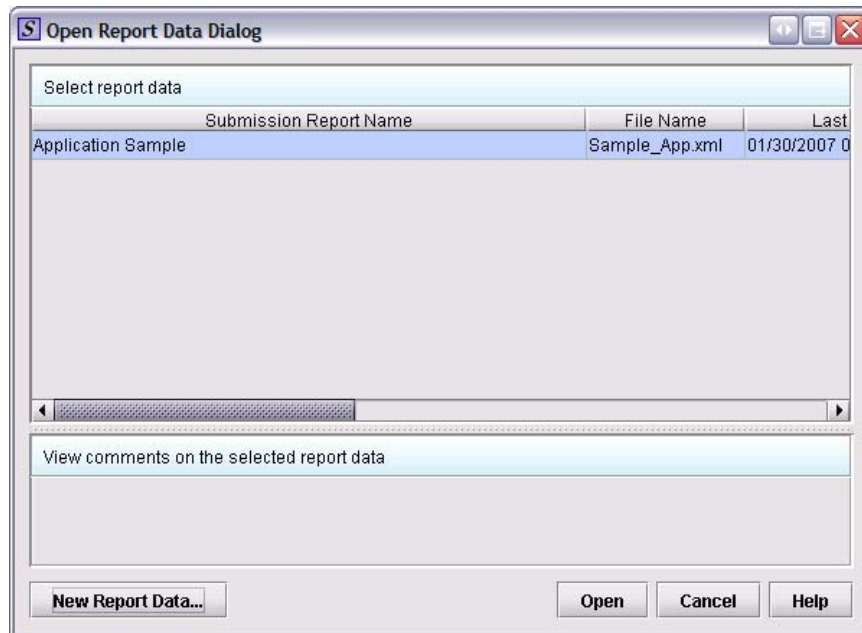 S Open Report Data Dialog
Select report data
Submission Report Name File Name Last
Application Sample Sample_App.xml 01/30/2007 0
View comments on the selected report data
New Report Data... Open Cancel Help